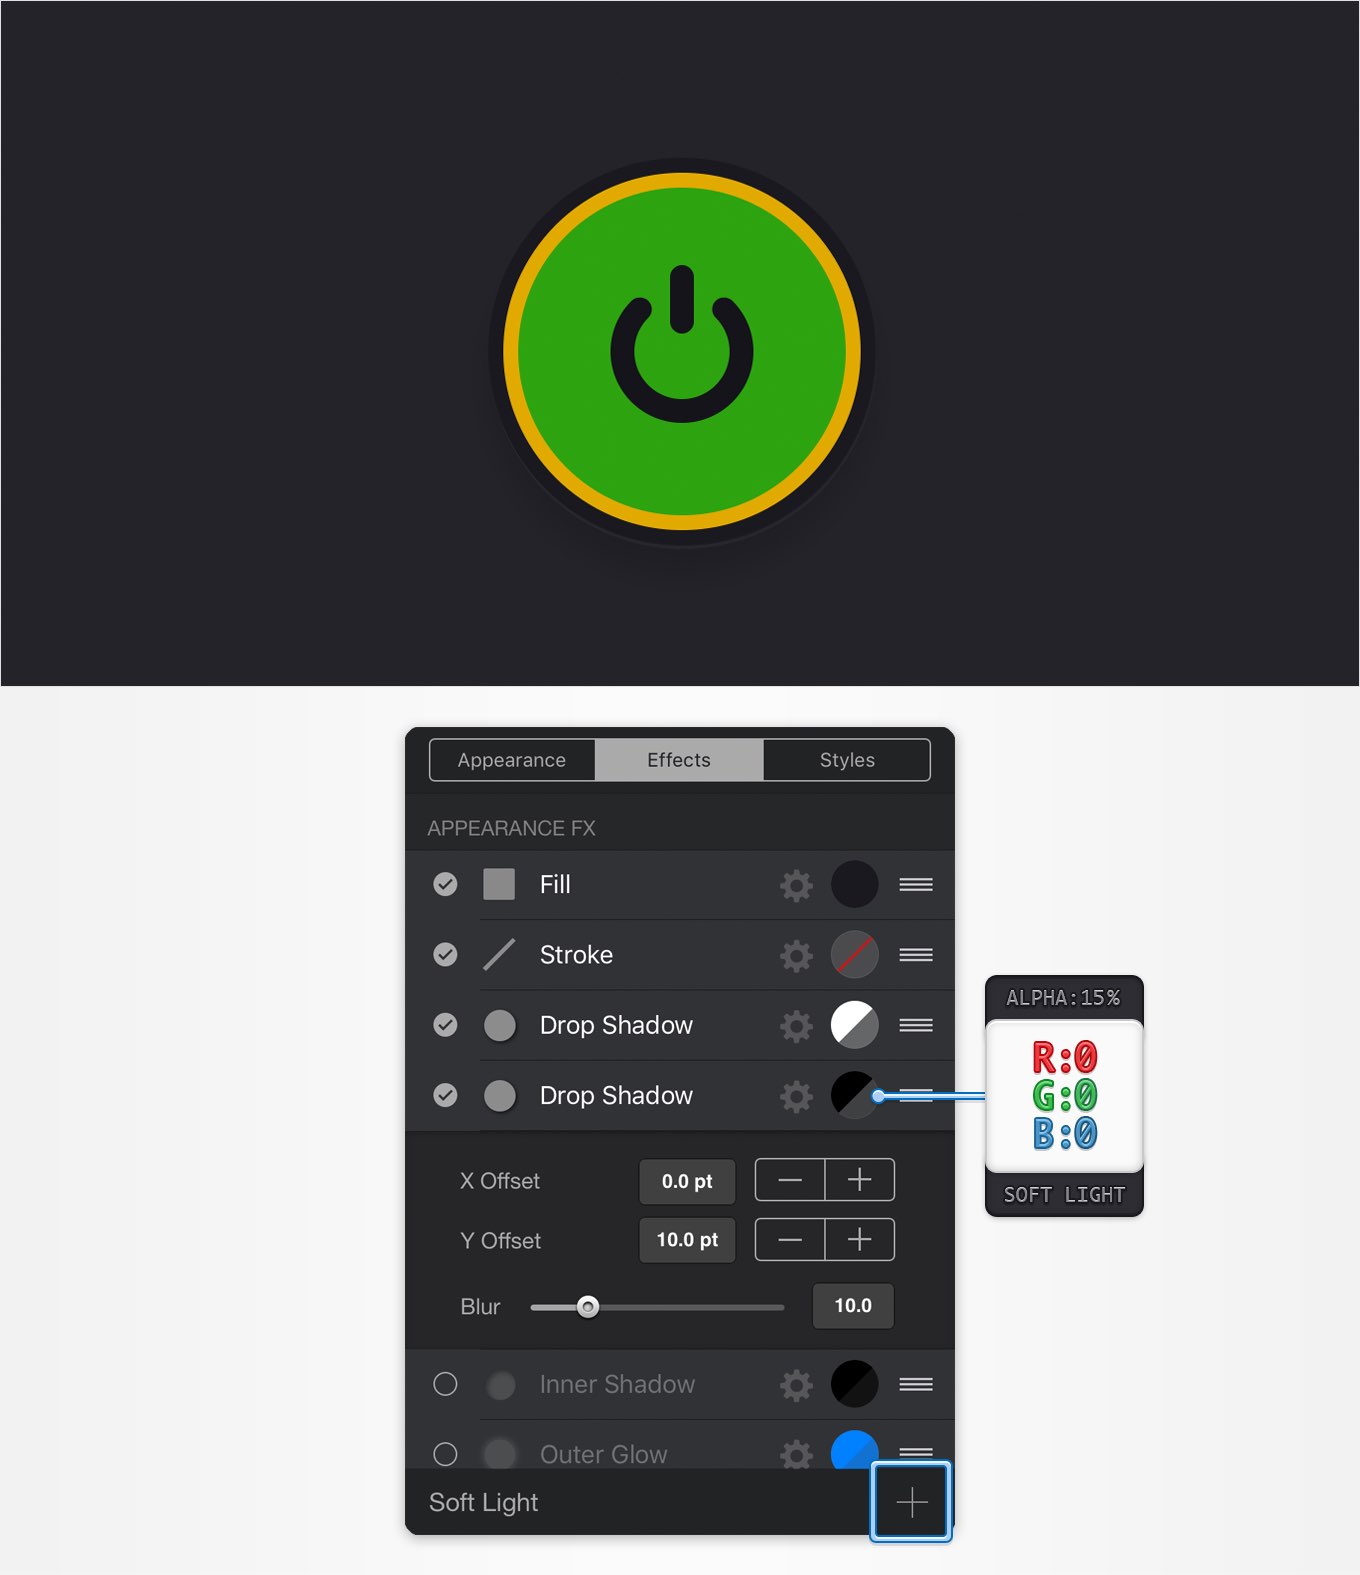 Appearance Effects Styles
APPEARANCE FX
Fill
Stroke
Drop Shadow
Drop Shadow
X Offset 0.0 pt
Y Offset 10.0 pt
Blur 10.0
Inner Shadow
Outer Glow
Soft Light
ALPHA:15%
R:0
G:0
B:0
SOFT LIGHT